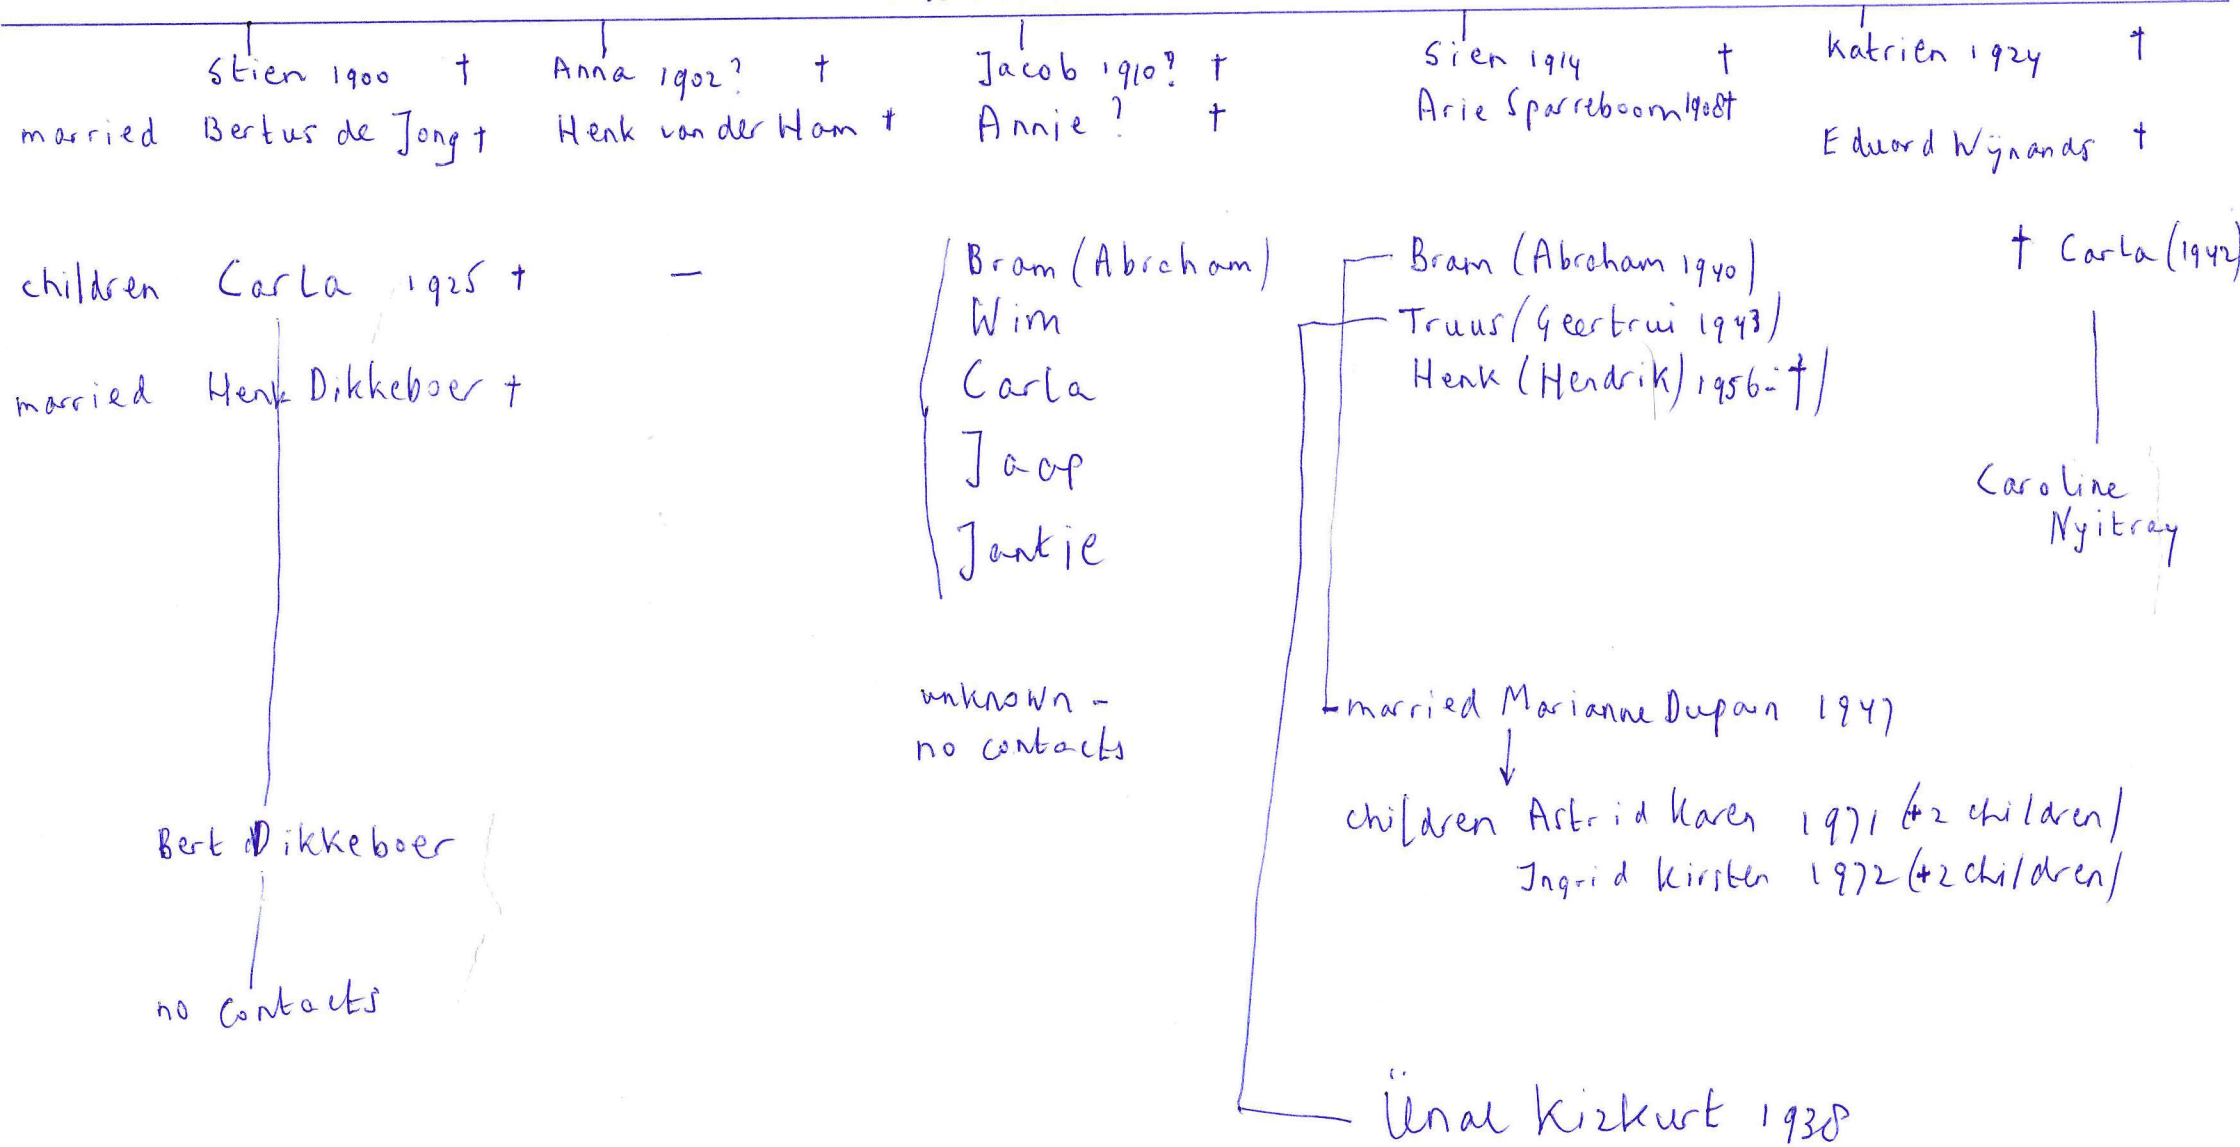 Stien 1900 † Anna 1902? † Jacob 1910? † Sien 1914 † Katrien 1924 †
married Bertus de Jong † Henk van der Ham † Annie ? † Arie Sparreboom 1908† Eduard Wijnands †
children Carla 1925 † — Bram (Abraham) Bram (Abraham 1940) † Carla (1942)
Wim Truus (Geertrui 1943)
married Henk Dikkeboer † Carla Henk (Hendrik) 1956-†)
Jaap Caroline
Nyitray
Jantje
unknown - married Marianne Dupan 1947
no contacts
Bert Dikkeboer children Astrid Karen 1971 (+2 children)
Ingrid Kirsten 1972 (+2 children)
no contacts
Ünal Kizkurt 1938